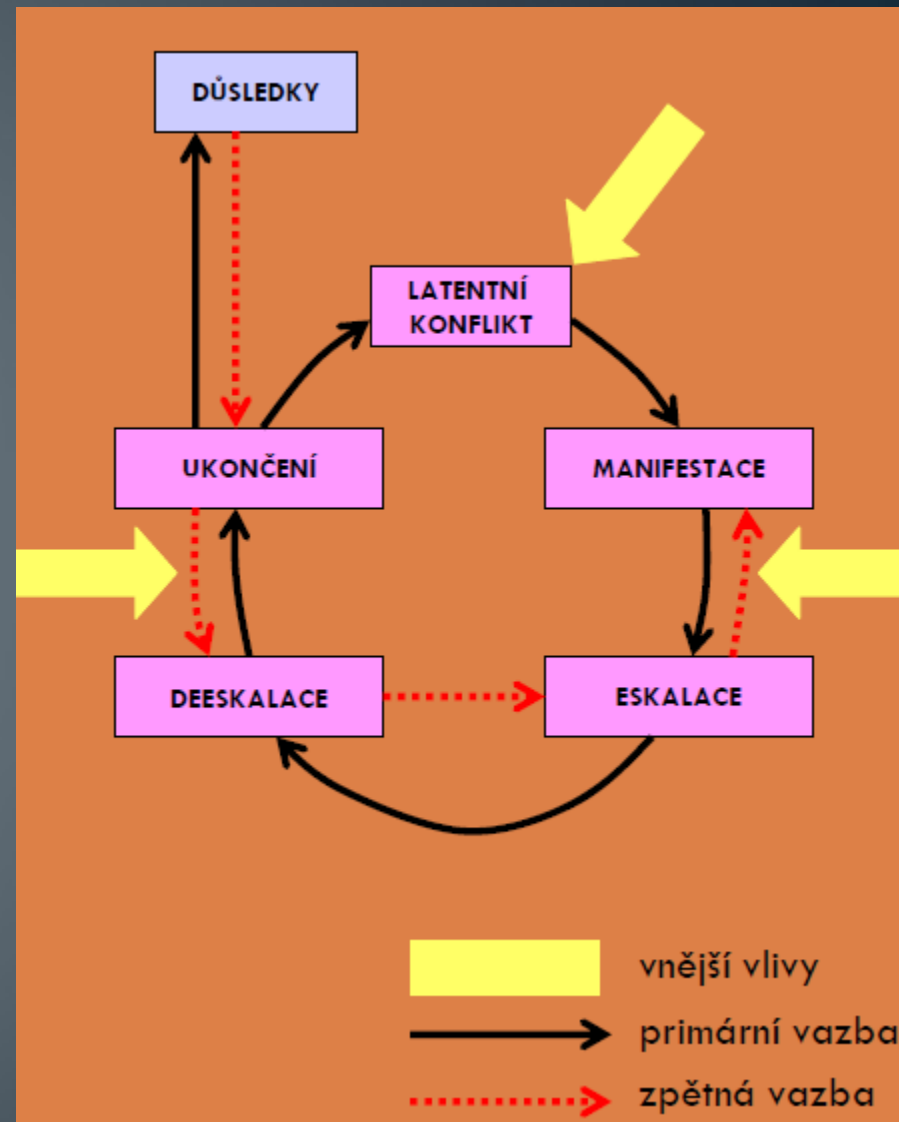 DŮSLEDKY
LATENTNÍ
KONFLIKT
UKONČENÍ
MANIFESTACE
DEESKALACE
ESKALACE
vnější vlivy
primární vazba
zpětná vazba